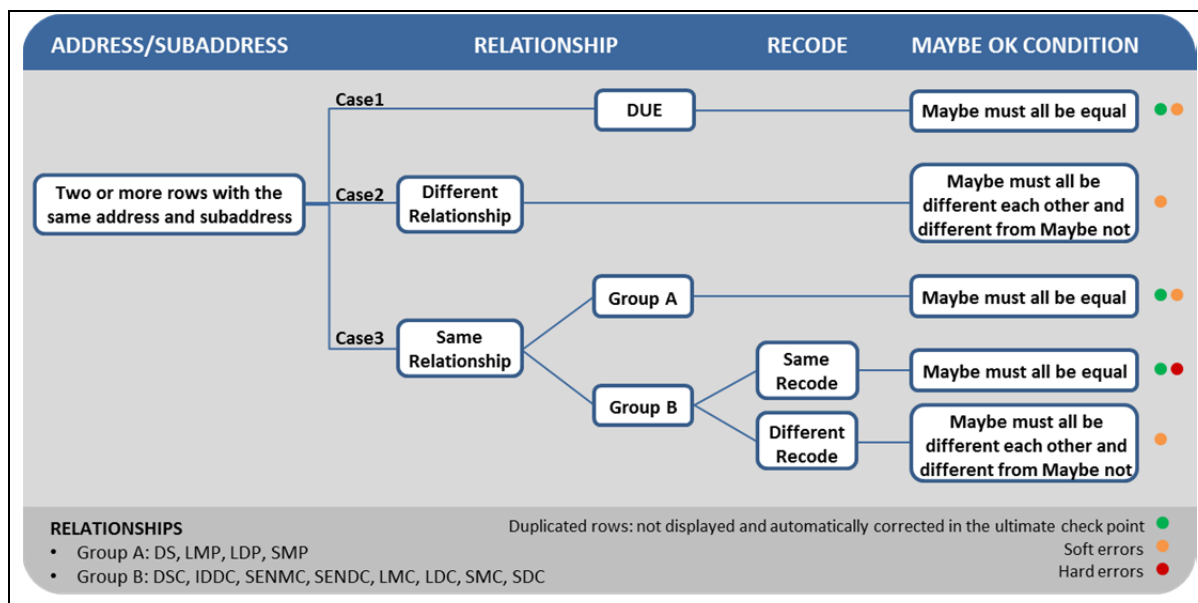 ADDRESS/SUBADDRESS RELATIONSHIP RECODE MAYBE OK CONDITION
Case1
DUE
Maybe must all be equal
Two or more rows with the
same address and subaddress
Case2
Different
Relationship
Maybe must all be
different each other and
different from Maybe not
Case3
Same
Relationship
Group A
Maybe must all be equal
Group B
Same
Recode
Maybe must all be equal
Different
Recode
Maybe must all be
different each other and
different from Maybe not
RELATIONSHIPS
• Group A: DS, LMP, LDP, SMP
• Group B: DSC, IDDC, SENMC, SENDC, LMC, LDC, SMC, SDC
Duplicated rows: not displayed and automatically corrected in the ultimate check point
Soft errors
Hard errors